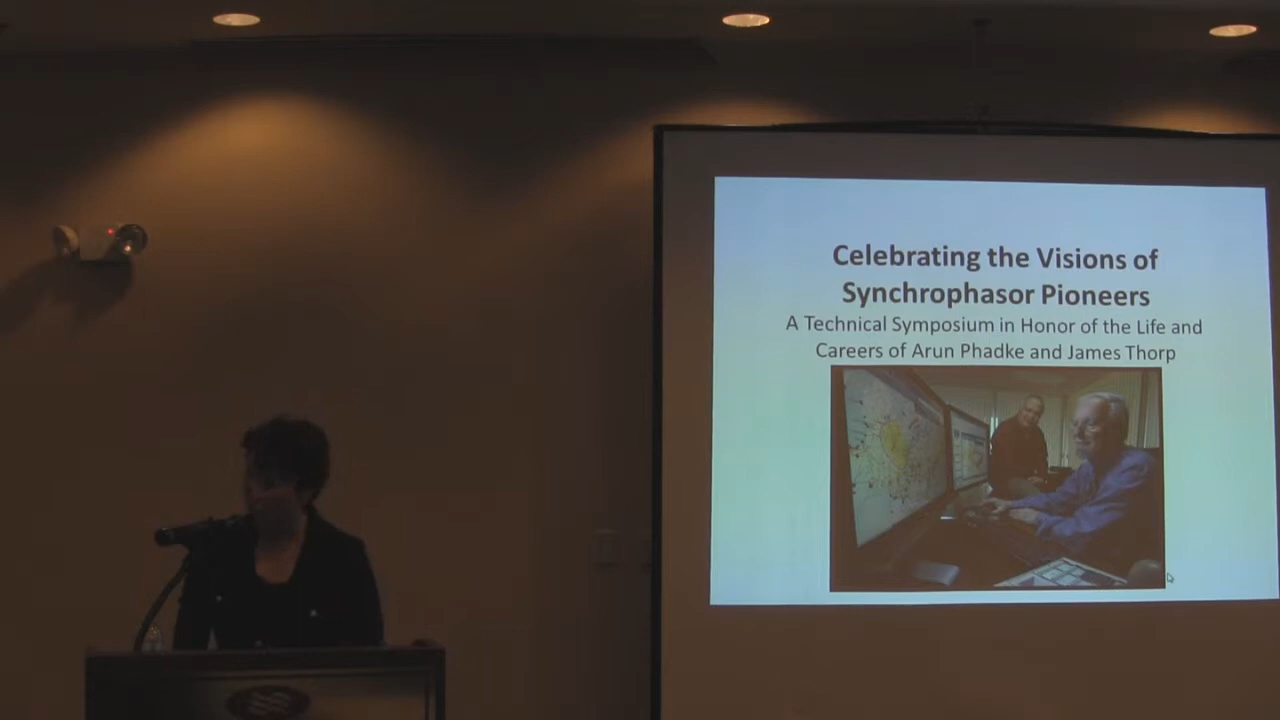 Celebrating the Visions of
Synchrophasor Pioneers
A Technical Symposium in Honor of the Life and
Careers of Arun Phadke and James Thorp